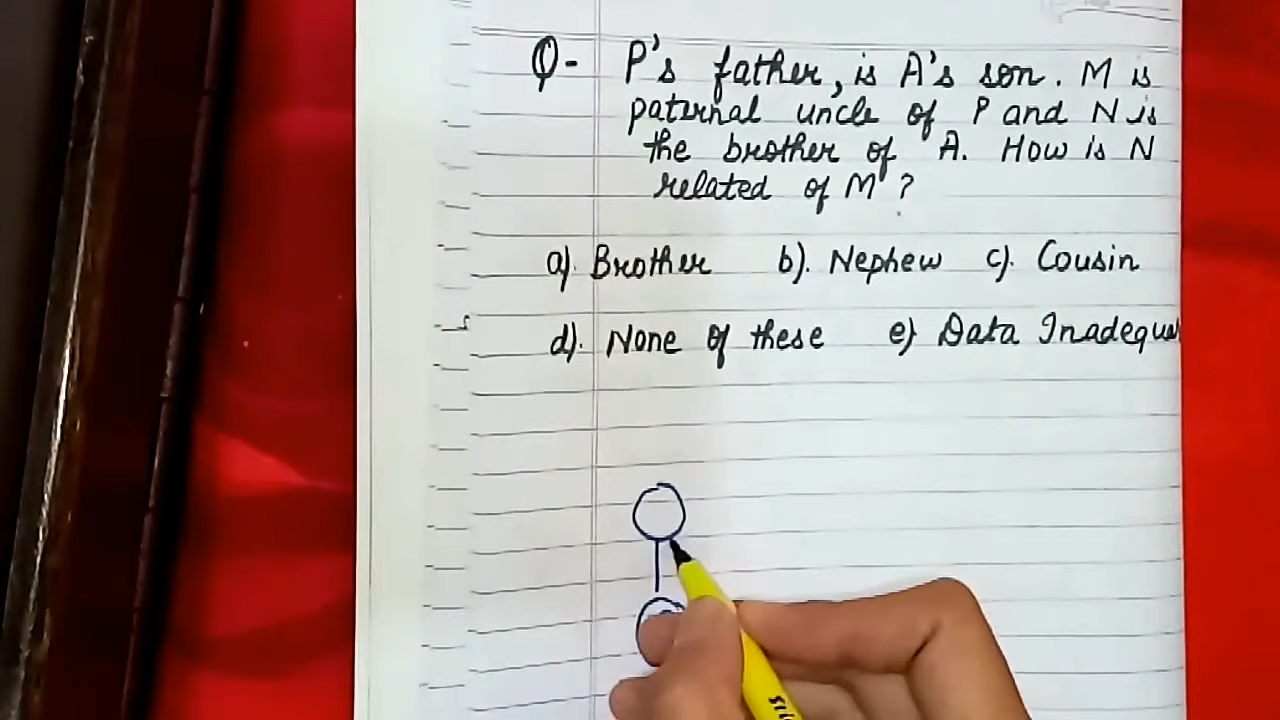 Q- P's father, is A's son. M is
paternal uncle of P and N is
the brother of A. How is N
related of M ?
a). Brother b). Nephew c). Cousin
d). None of these e) Data Inadequa